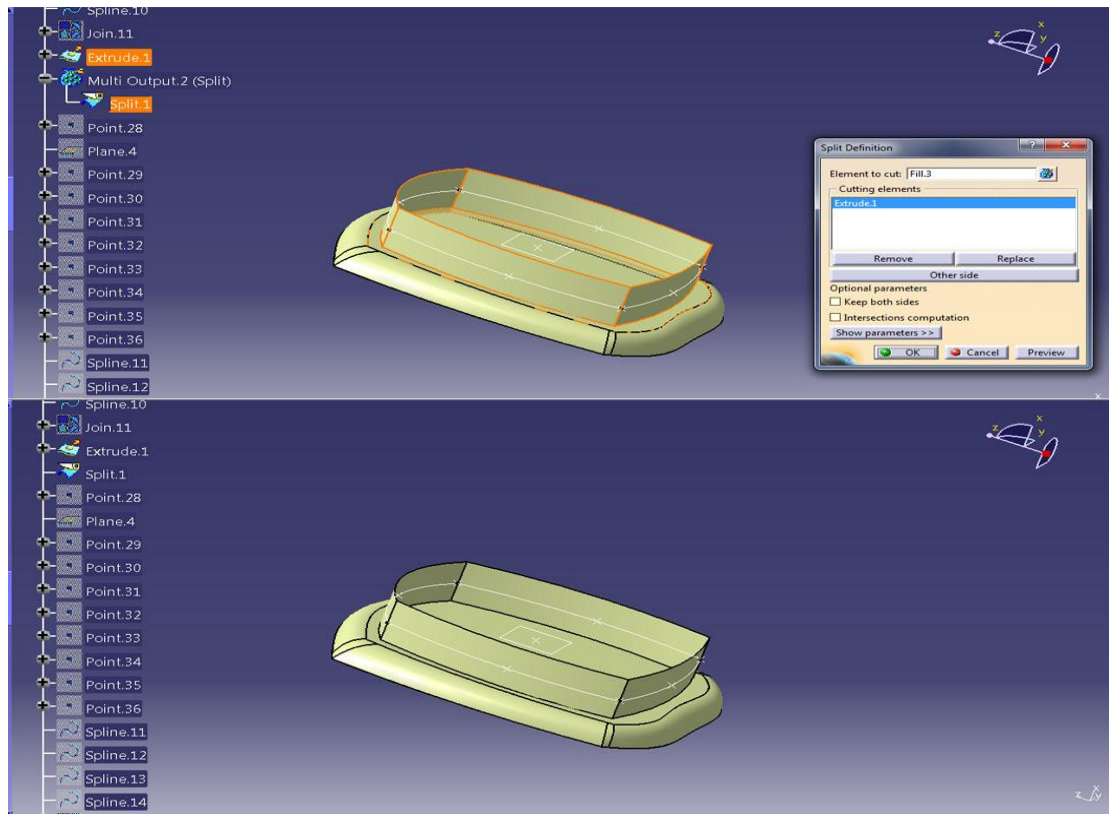 Spline.10
Join.11
Extrude.1
Multi Output.2 (Split)
Split.1
Point.28
Plane.4
Point.29
Point.30
Point.31
Point.32
Point.33
Point.34
Point.35
Point.36
Spline.11
Spline.12
x
z
y
Split Definition
?
Element to cut: Fill.3
Cutting elements
Extrude.1
Remove
Replace
Other side
Optional parameters
Keep both sides
Intersections computation
Show parameters >>
OK
Cancel
Preview
x
Spline.10
Join.11
Extrude.1
Split.1
Point.28
Plane.4
Point.29
Point.30
Point.31
Point.32
Point.33
Point.34
Point.35
Point.36
Spline.11
Spline.12
Spline.13
Spline.14
x
z
y
x
z
y